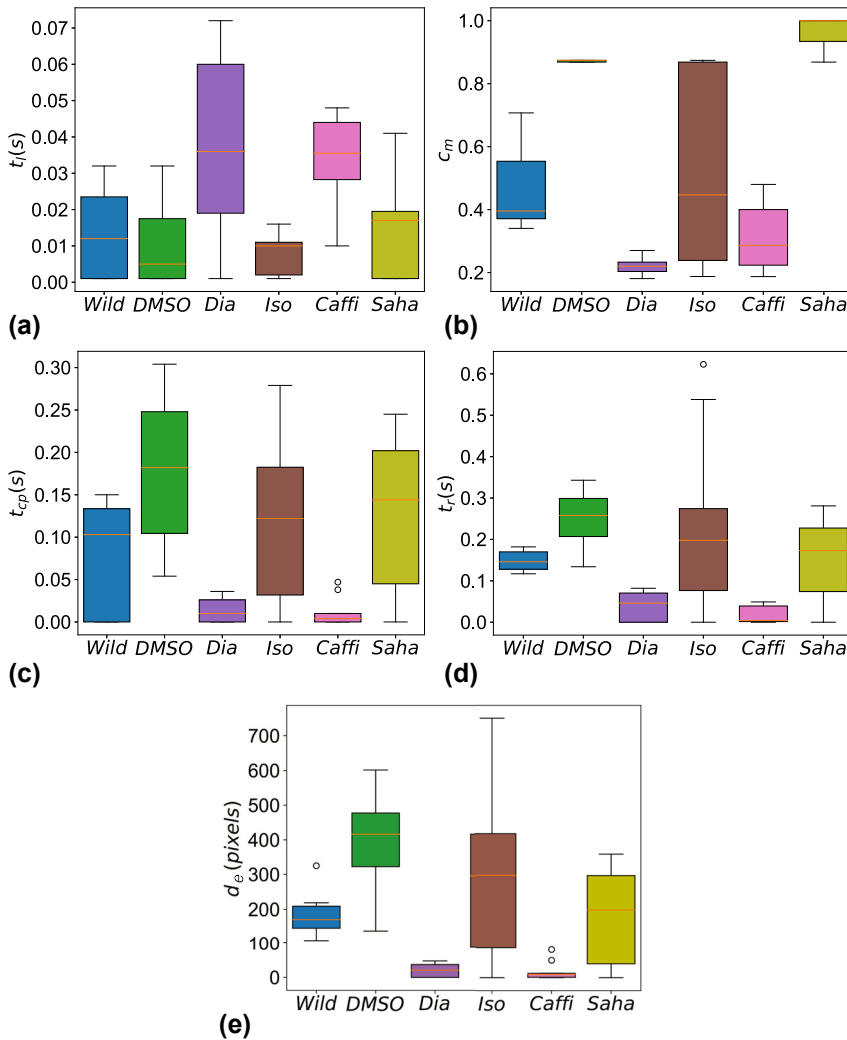 0.07
0.06
0.05
0.04
0.03
0.02
0.01
0.00
t_l(s)
Wild DMSO Dia Iso Caffi Saha
(a)
1.0
0.8
0.6
0.4
0.2
c_m
Wild DMSO Dia Iso Caffi Saha
(b)
0.30
0.25
0.20
0.15
0.10
0.05
0.00
t_cp(s)
Wild DMSO Dia Iso Caffi Saha
(c)
0.6
0.5
0.4
0.3
0.2
0.1
0.0
t_r(s)
Wild DMSO Dia Iso Caffi Saha
(d)
700
600
500
400
300
200
100
0
d_e (pixels)
Wild DMSO Dia Iso Caffi Saha
(e)